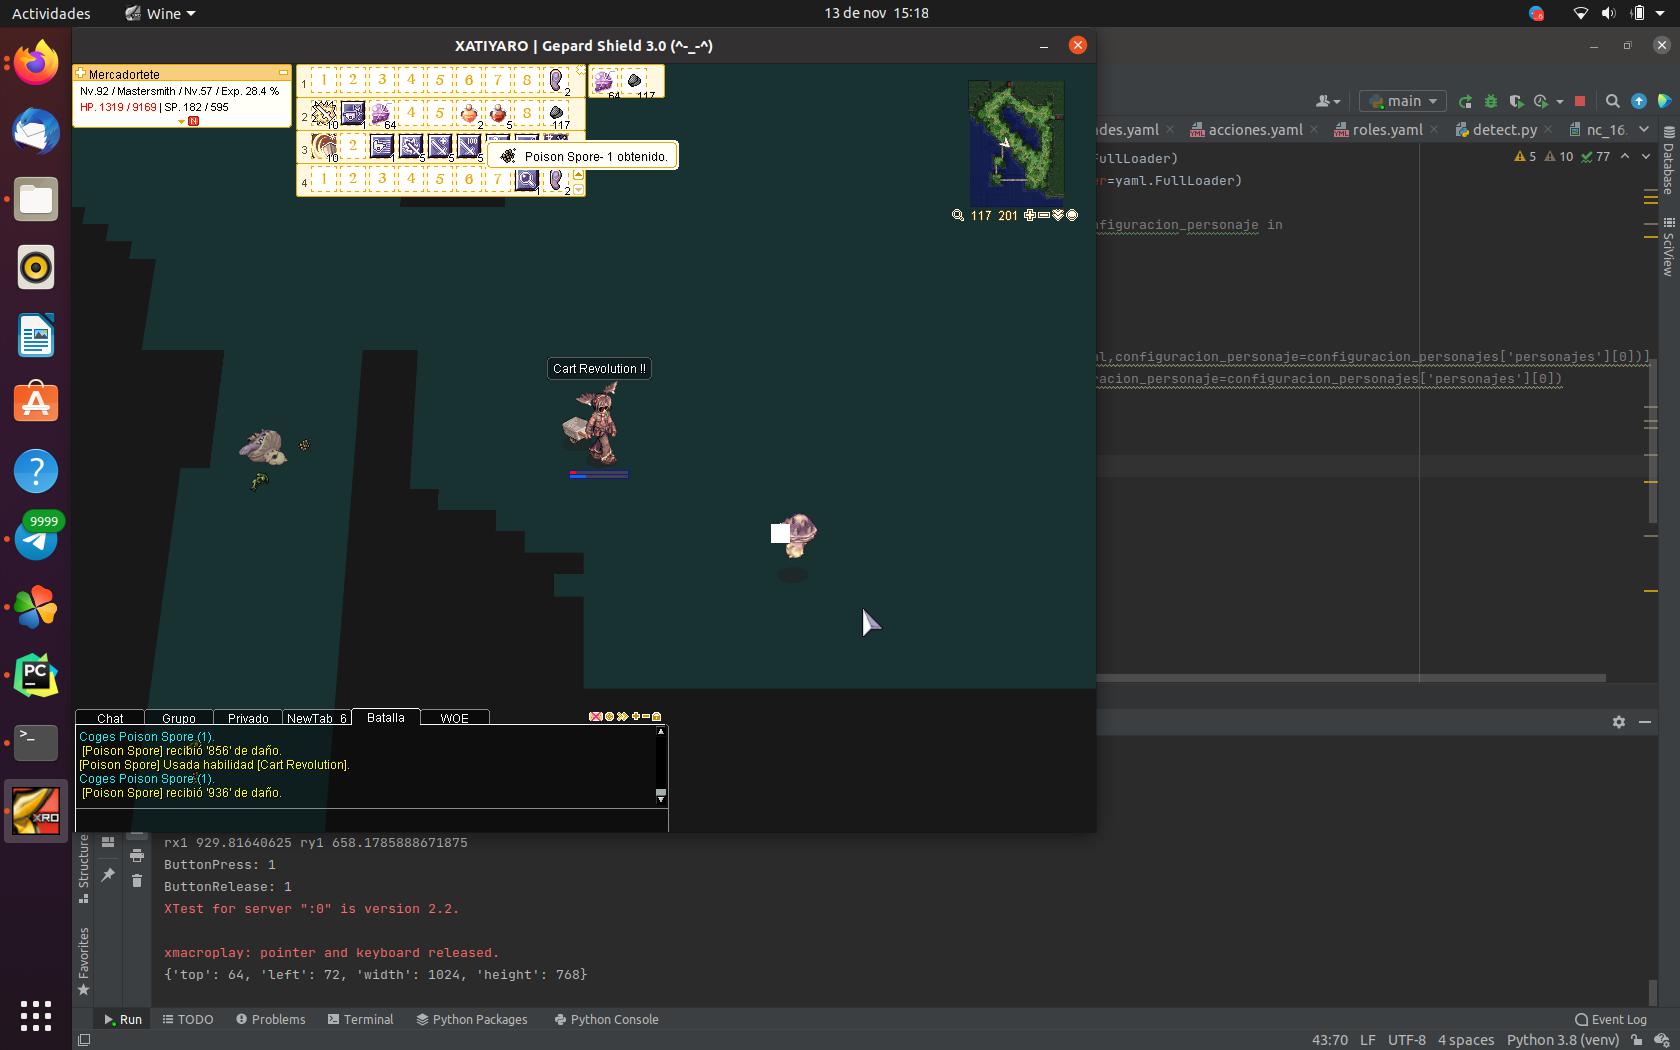 Actividades
Wine
13 de nov 15:18
XATIYARO | Gepard Shield 3.0 (^-_-^)
Mercadortete
Nv.92 / Mastersmith / Nv.57 / Exp. 28.4 %
HP. 1319 / 9169 | SP. 182 / 595
N
1 1 2 3 4 5 6 7 8 2
64 117
2 10 1 64 4 5 2 5 8 117
3 10 2 1 5 5 5
Poison Spore- 1 obtenido.
4 1 2 3 4 5 6 7 1 2
117 201
main
ades.yaml
acciones.yaml
roles.yaml
detect.py
nc_16.
FullLoader)
r=yaml.FullLoader)
5 10 77
figuracion_personaje in
al,configuracion_personaje=configuracion_personajes['personajes'][0])]
racion_personaje=configuracion_personajes['personajes'][0])
Database
SciView
Cart Revolution !!
9999
PC
XRO
Chat
Grupo
Privado
NewTab_6
Batalla
WOE
Coges Poison Spore (1).
[Poison Spore] recibió '856' de daño.
[Poison Spore] Usada habilidad [Cart Revolution].
Coges Poison Spore (1).
[Poison Spore] recibió '936' de daño.
rx1 929.81640625 ry1 658.1785888671875
ButtonPress: 1
ButtonRelease: 1
XTest for server ":0" is version 2.2.
xmacroplay: pointer and keyboard released.
{'top': 64, 'left': 72, 'width': 1024, 'height': 768}
Structure
Favorites
Run
TODO
Problems
Terminal
Python Packages
Python Console
Event Log
43:70 LF UTF-8 4 spaces Python 3.8 (venv)